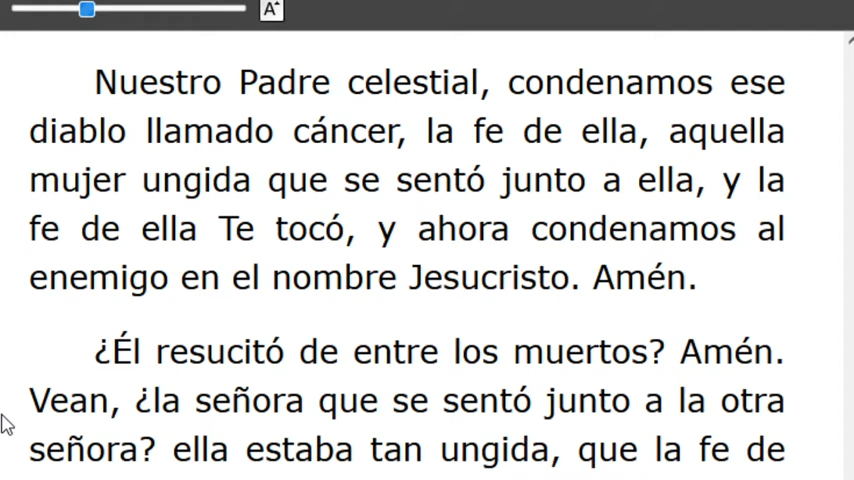 A
Nuestro Padre celestial, condenamos ese
diablo llamado cáncer, la fe de ella, aquella
mujer ungida que se sentó junto a ella, y la
fe de ella Te tocó, y ahora condenamos al
enemigo en el nombre Jesucristo. Amén.
¿Él resucitó de entre los muertos? Amén.
Vean, ¿la señora que se sentó junto a la otra
señora? ella estaba tan ungida, que la fe de